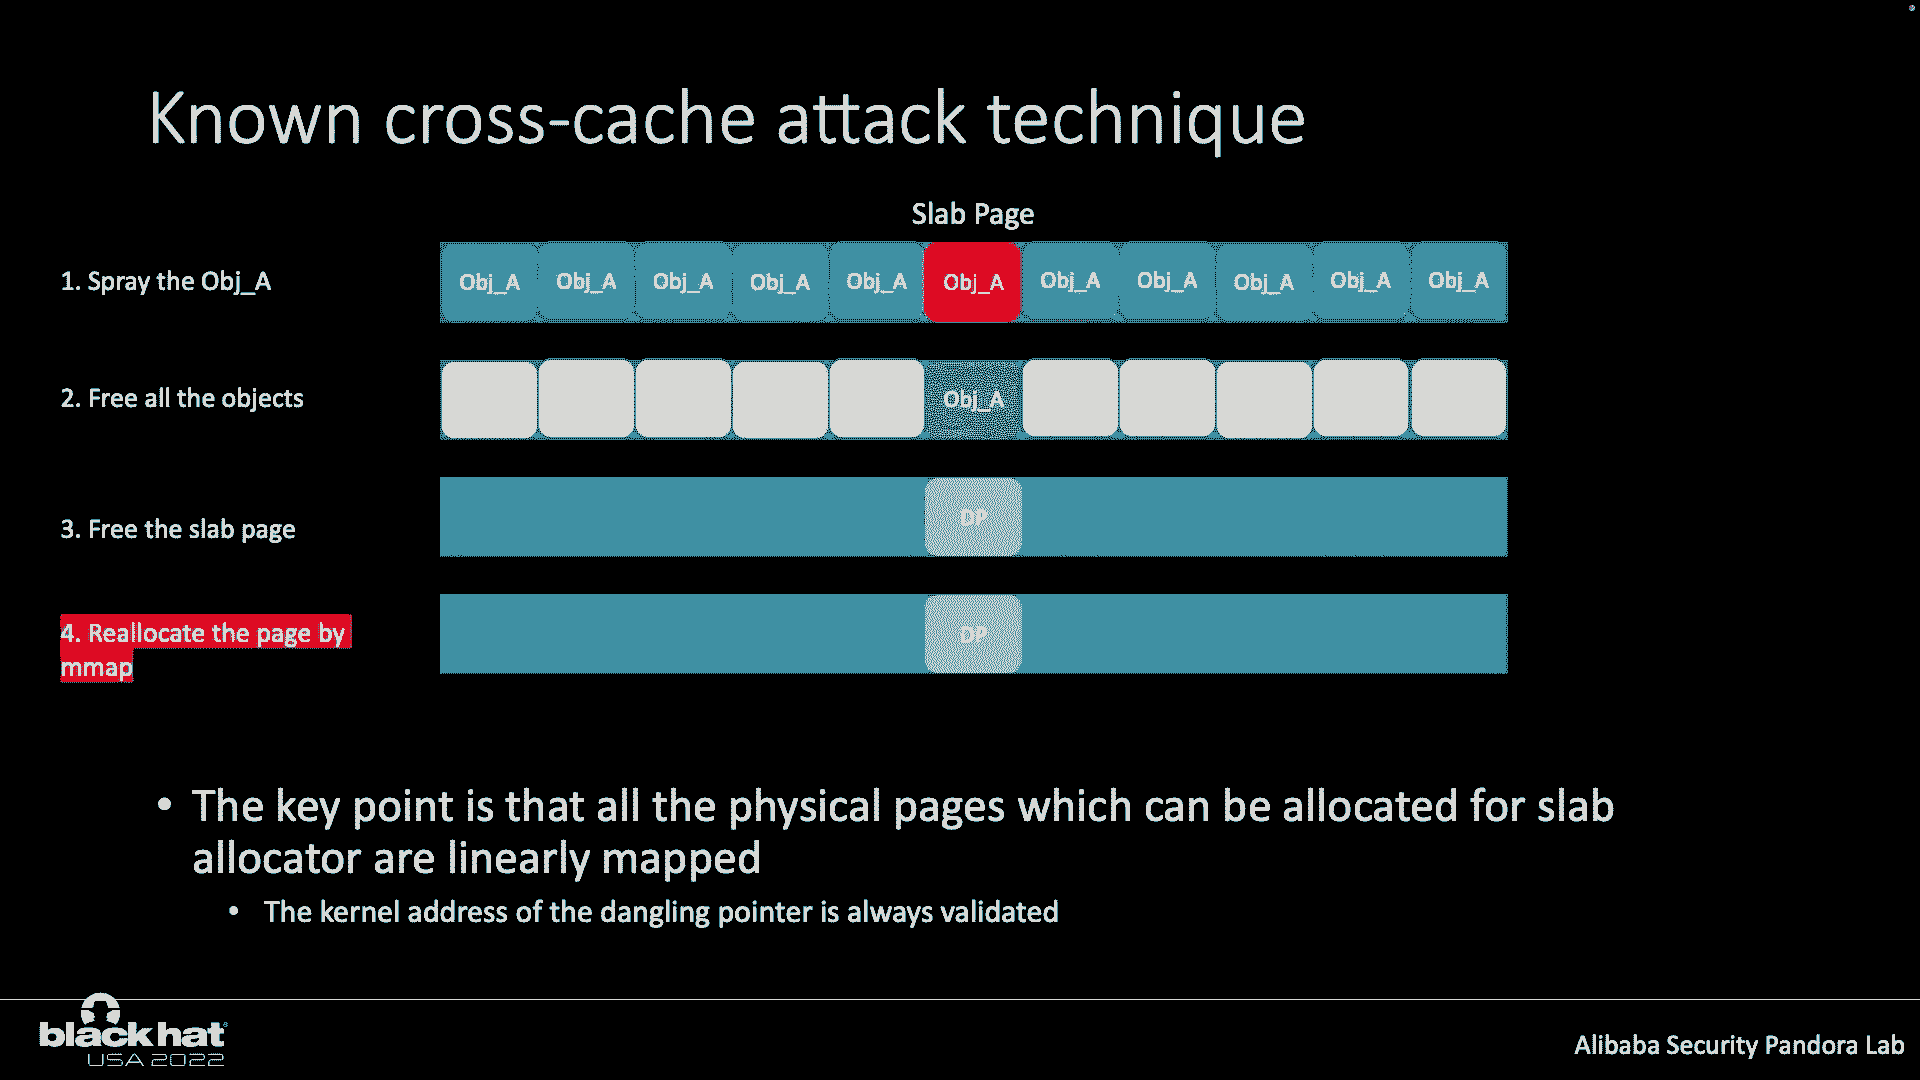 Known cross-cache attack technique
Slab Page
1. Spray the Obj_A
Obj_A Obj_A Obj_A Obj_A Obj_A Obj_A Obj_A Obj_A Obj_A Obj_A Obj_A
2. Free all the objects
Obj_A
3. Free the slab page
DP
4. Reallocate the page by
mmap
DP
• The key point is that all the physical pages which can be allocated for slab
allocator are linearly mapped
• The kernel address of the dangling pointer is always validated
black hat®
USA 2022
Alibaba Security Pandora Lab